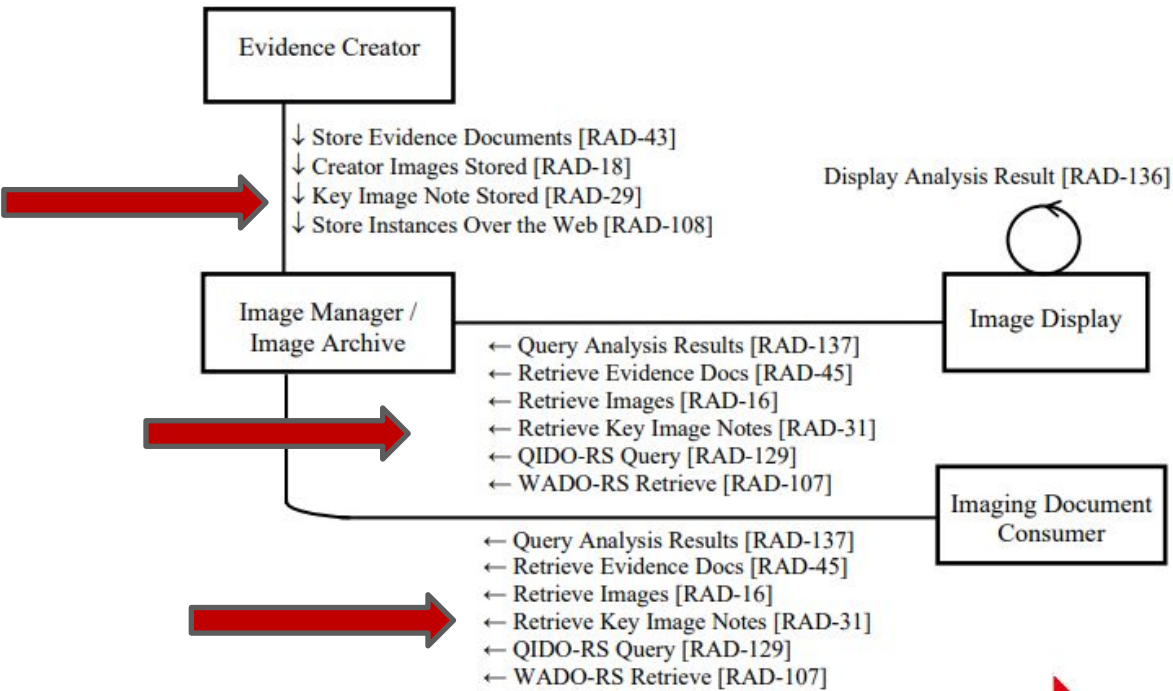 Evidence Creator
↓ Store Evidence Documents [RAD-43]
↓ Creator Images Stored [RAD-18]
↓ Key Image Note Stored [RAD-29]
↓ Store Instances Over the Web [RAD-108]
Display Analysis Result [RAD-136]
Image Manager /
Image Archive
Image Display
← Query Analysis Results [RAD-137]
← Retrieve Evidence Docs [RAD-45]
← Retrieve Images [RAD-16]
← Retrieve Key Image Notes [RAD-31]
← QIDO-RS Query [RAD-129]
← WADO-RS Retrieve [RAD-107]
Imaging Document
Consumer
← Query Analysis Results [RAD-137]
← Retrieve Evidence Docs [RAD-45]
← Retrieve Images [RAD-16]
← Retrieve Key Image Notes [RAD-31]
← QIDO-RS Query [RAD-129]
← WADO-RS Retrieve [RAD-107]